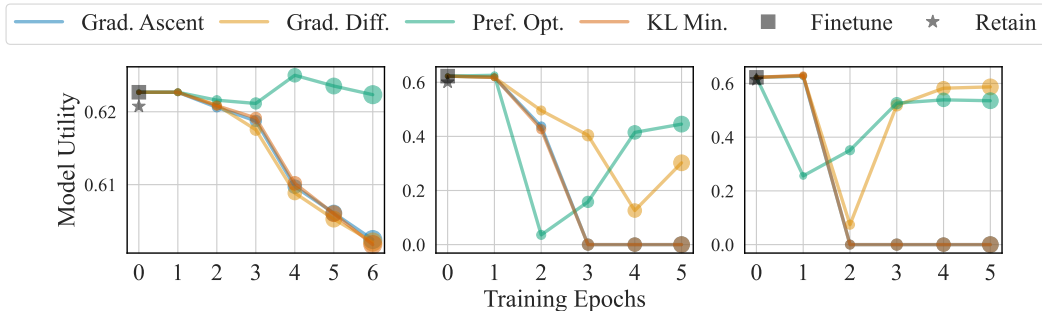 Grad. Ascent Grad. Diff. Pref. Opt. KL Min. Finetune Retain
Model Utility
0.62
0.61
0 1 2 3 4 5 6
0.6
0.4
0.2
0.0
0 1 2 3 4 5
0.6
0.4
0.2
0.0
0 1 2 3 4 5
Training Epochs